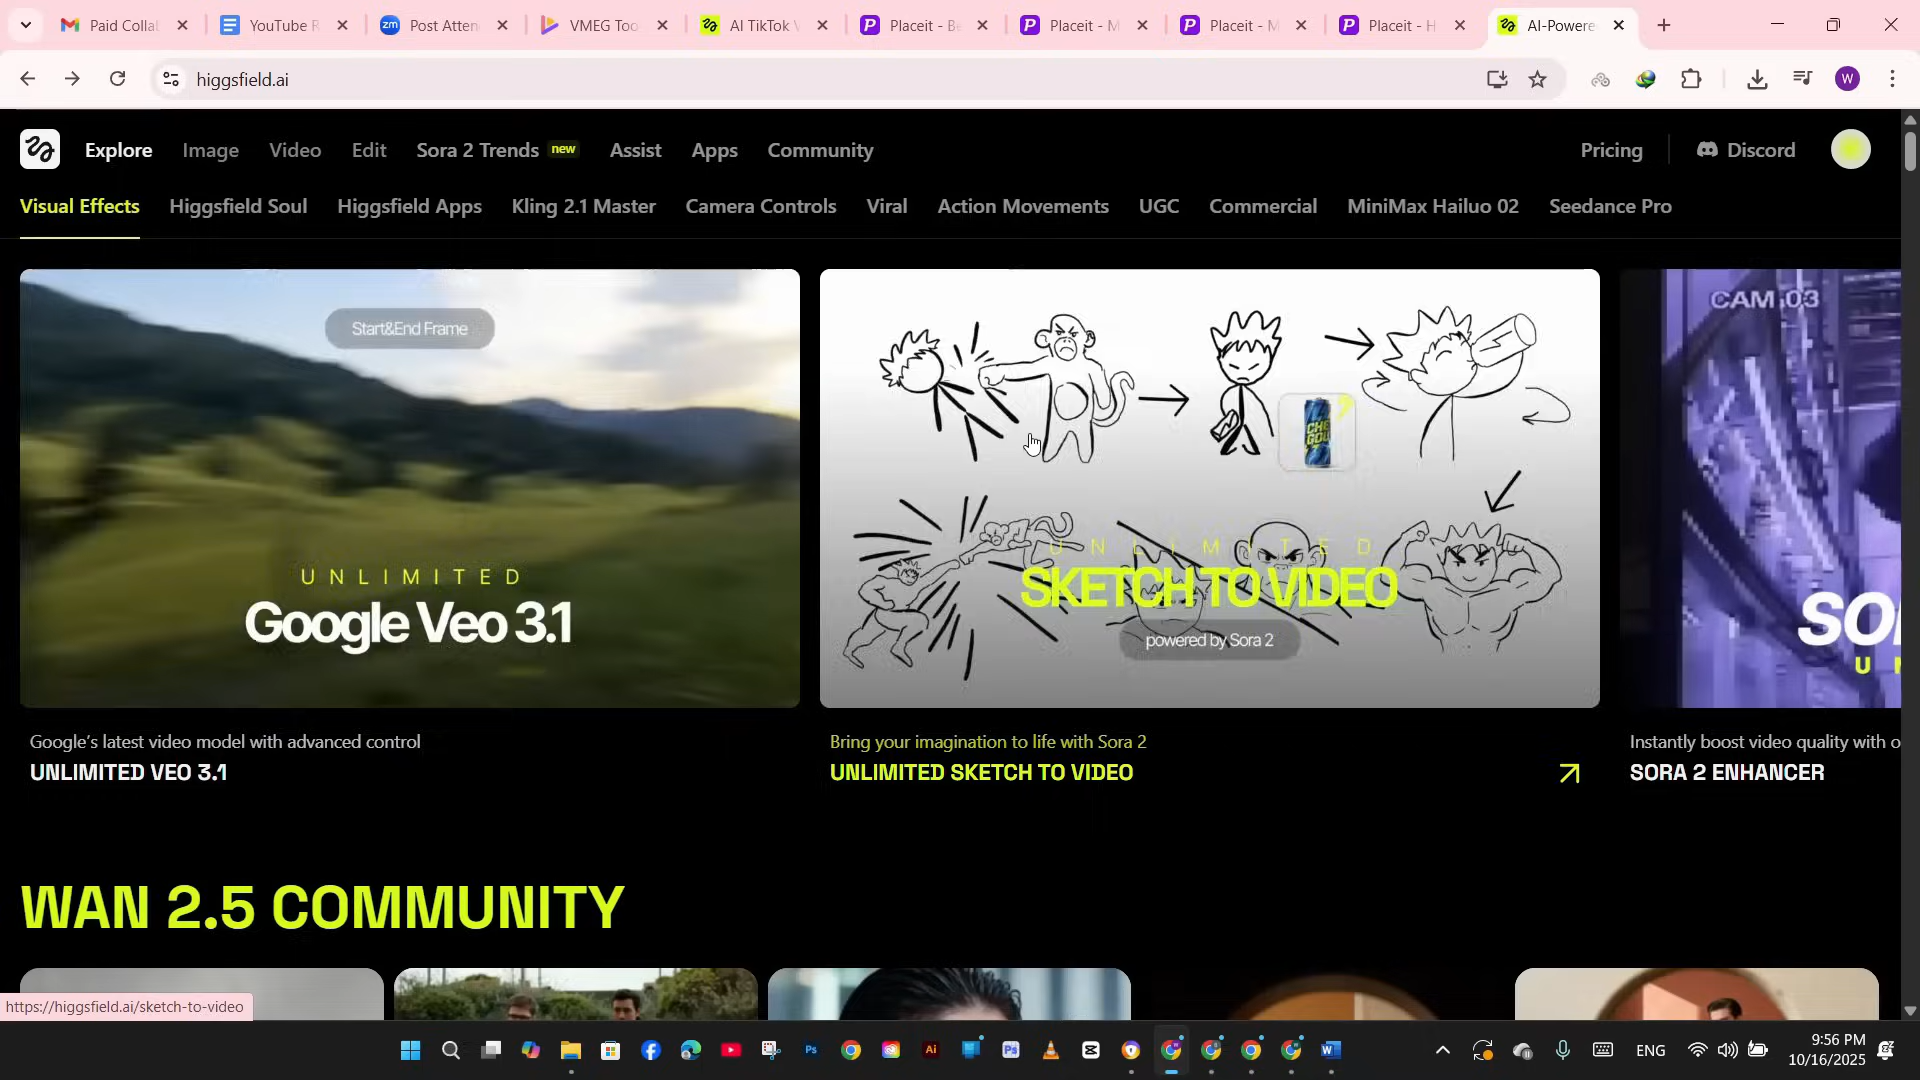 Paid Collab
YouTube R
zm
Post Atten
VMEG Too
AI TikTok V
Placeit - Be
Placeit - M
Placeit - M
Placeit - H
AI-Powere
higgsfield.ai
W
Explore
Image
Video
Edit
Sora 2 Trends
new
Assist
Apps
Community
Pricing
Discord
Visual Effects
Higgsfield Soul
Higgsfield Apps
Kling 2.1 Master
Camera Controls
Viral
Action Movements
UGC
Commercial
MiniMax Hailuo 02
Seedance Pro
Start&End Frame
UNLIMITED
Google Veo 3.1
UNLIMITED
SKETCH TO VIDEO
powered by Sora 2
CAM 03
SO
U N
Google's latest video model with advanced control
UNLIMITED VEO 3.1
Bring your imagination to life with Sora 2
UNLIMITED SKETCH TO VIDEO
Instantly boost video quality with o
SORA 2 ENHANCER
WAN 2.5 COMMUNITY
https://higgsfield.ai/sketch-to-video
ENG
9:56 PM
10/16/2025